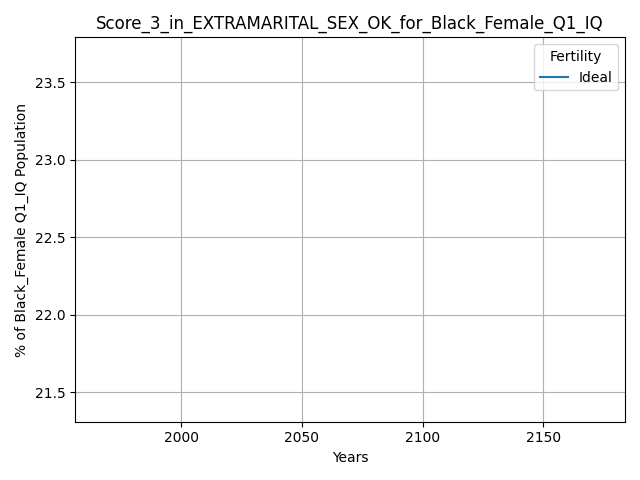 Score_3_in_EXTRAMARITAL_SEX_OK_for_Black_Female_Q1_IQ
Fertility
Ideal
% of Black_Female Q1_IQ Population
23.5
23.0
22.5
22.0
21.5
2000
2050
2100
2150
Years